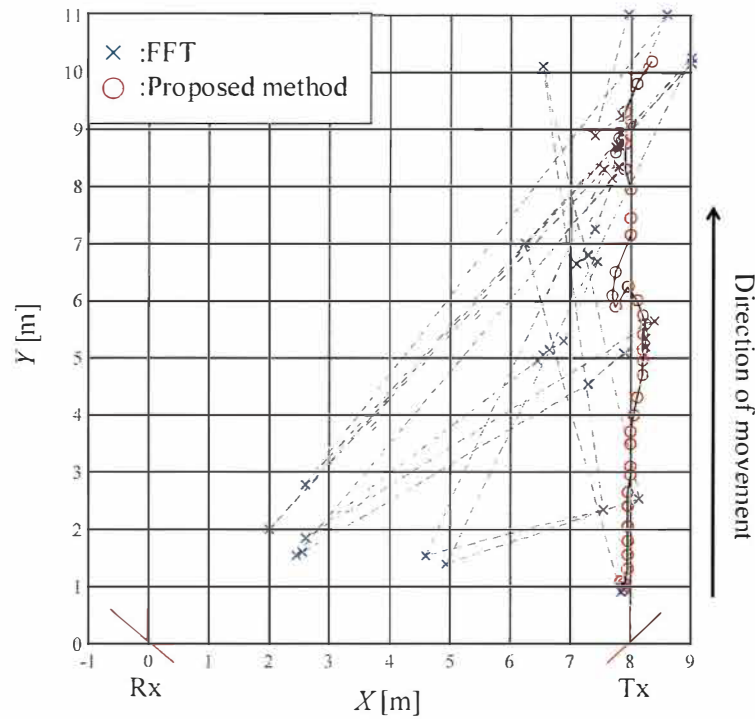 11
× :FFT
10
○ :Proposed method
9
8
7
6
5
4
3
2
1
0
Y [m]
Direction of movement
-1 0 1 2 3 4 5 6 7 8 9
Rx
X [m]
Tx